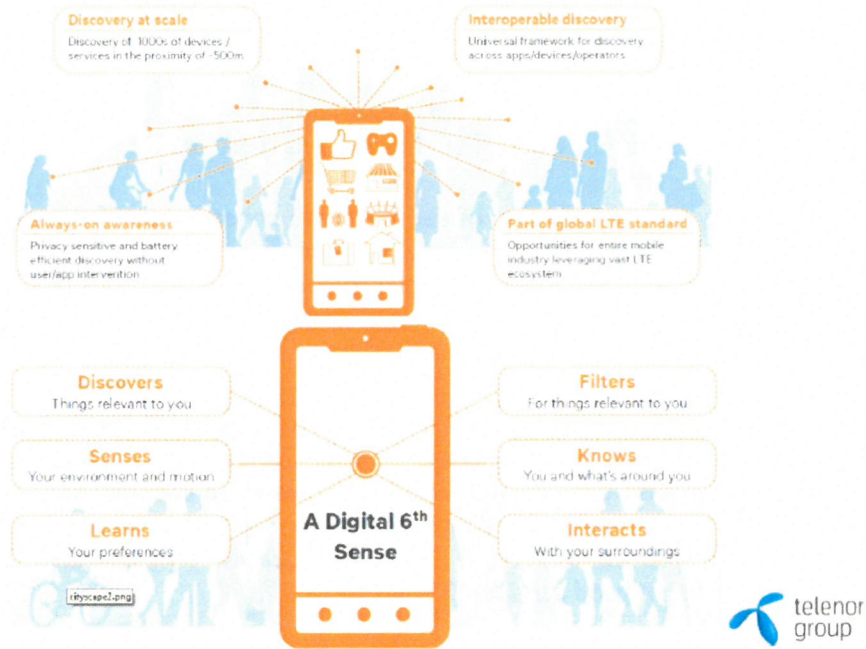 Discovery at scale
Discovery of 1000s of devices /
services in the proximity of ~500m
Interoperable discovery
Universal framework for discovery
across apps/devices/operators
Always-on awareness
Privacy sensitive and battery
efficient discovery without
user/app intervention
Part of global LTE standard
Opportunities for entire mobile
industry leveraging vast LTE
ecosystem
Discovers
Things relevant to you
Filters
For things relevant to you
Senses
Your environment and motion
Knows
You and what's around you
Learns
Your preferences
Interacts
With your surroundings
A Digital 6th
Sense
cityscape2.png
telenor
group